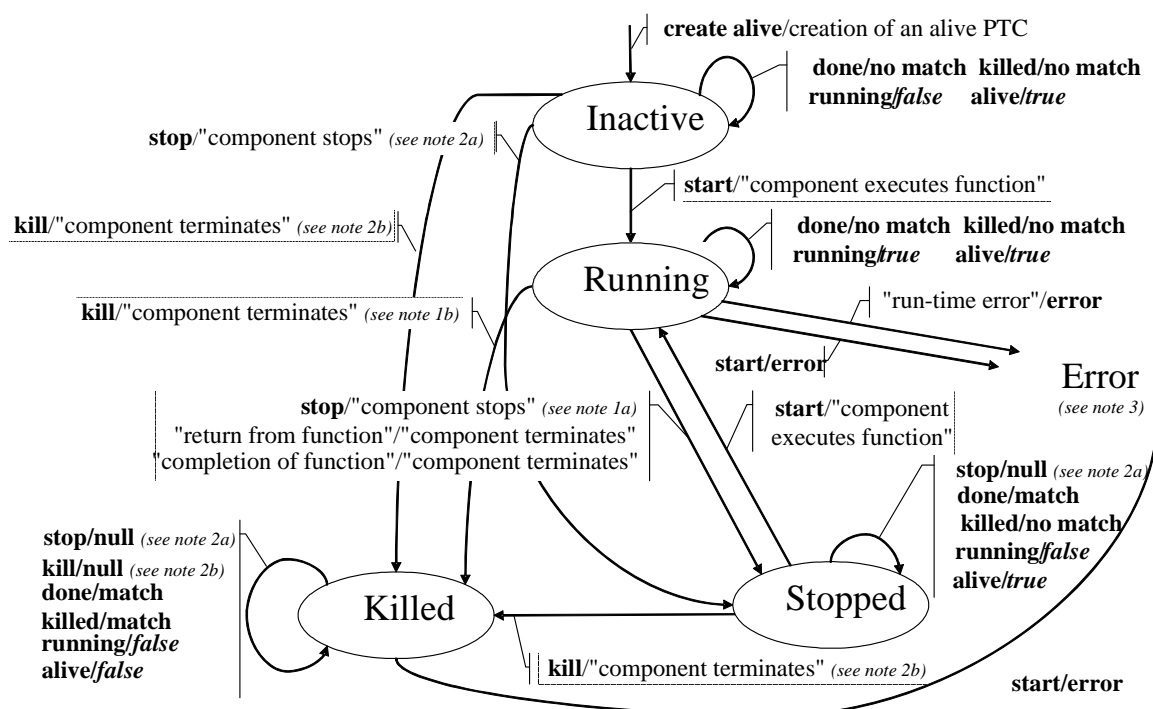 create alive/creation of an alive PTC
done/no match killed/no match
running/false alive/true
Inactive
stop/"component stops" (see note 2a)
start/"component executes function"
kill/"component terminates" (see note 2b)
done/no match killed/no match
running/true alive/true
Running
kill/"component terminates" (see note 1b)
"run-time error"/error
start/error
Error
(see note 3)
stop/"component stops" (see note 1a)
"return from function"/"component terminates"
"completion of function"/"component terminates"
start/"component
executes function"
stop/null (see note 2a)
done/match
killed/no match
running/false
alive/true
stop/null (see note 2a)
kill/null (see note 2b)
done/match
killed/match
running/false
alive/false
Killed
Stopped
kill/"component terminates" (see note 2b)
start/error